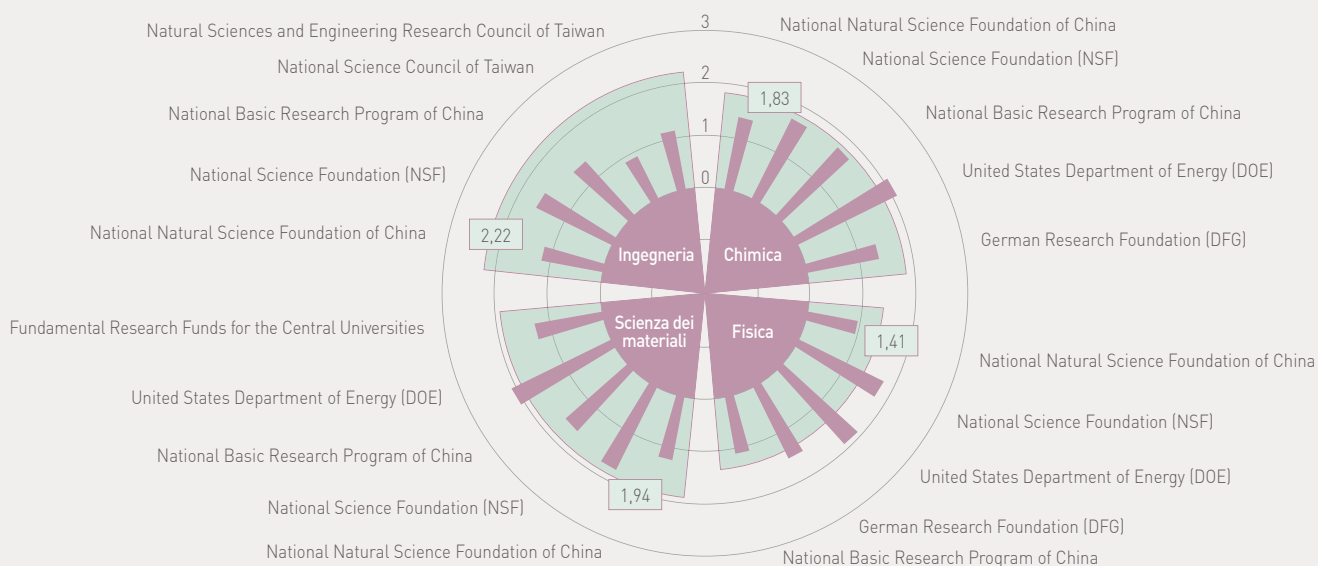 Natural Sciences and Engineering Research Council of Taiwan
National Science Council of Taiwan
National Basic Research Program of China
National Science Foundation (NSF)
National Natural Science Foundation of China
Fundamental Research Funds for the Central Universities
United States Department of Energy (DOE)
National Basic Research Program of China
National Science Foundation (NSF)
National Natural Science Foundation of China
3
2
1
0
2,22
1,83
1,41
1,94
Ingegneria
Chimica
Scienza dei
materiali
Fisica
National Natural Science Foundation of China
National Science Foundation (NSF)
National Basic Research Program of China
United States Department of Energy (DOE)
German Research Foundation (DFG)
National Natural Science Foundation of China
National Science Foundation (NSF)
United States Department of Energy (DOE)
German Research Foundation (DFG)
National Basic Research Program of China